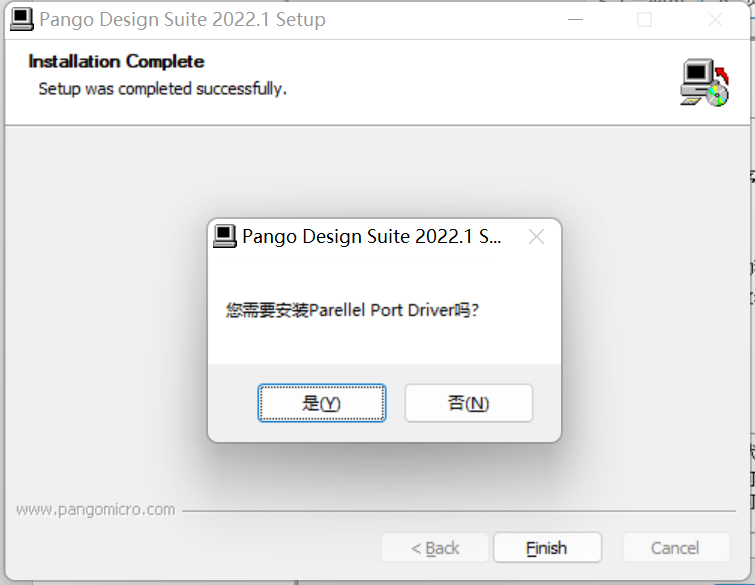 Pango Design Suite 2022.1 Setup
Installation Complete
Setup was completed successfully.
Pango Design Suite 2022.1 S...
您需要安装Parellel Port Driver吗?
是(Y)
否(N)
www.pangomicro.com
< Back
Finish
Cancel